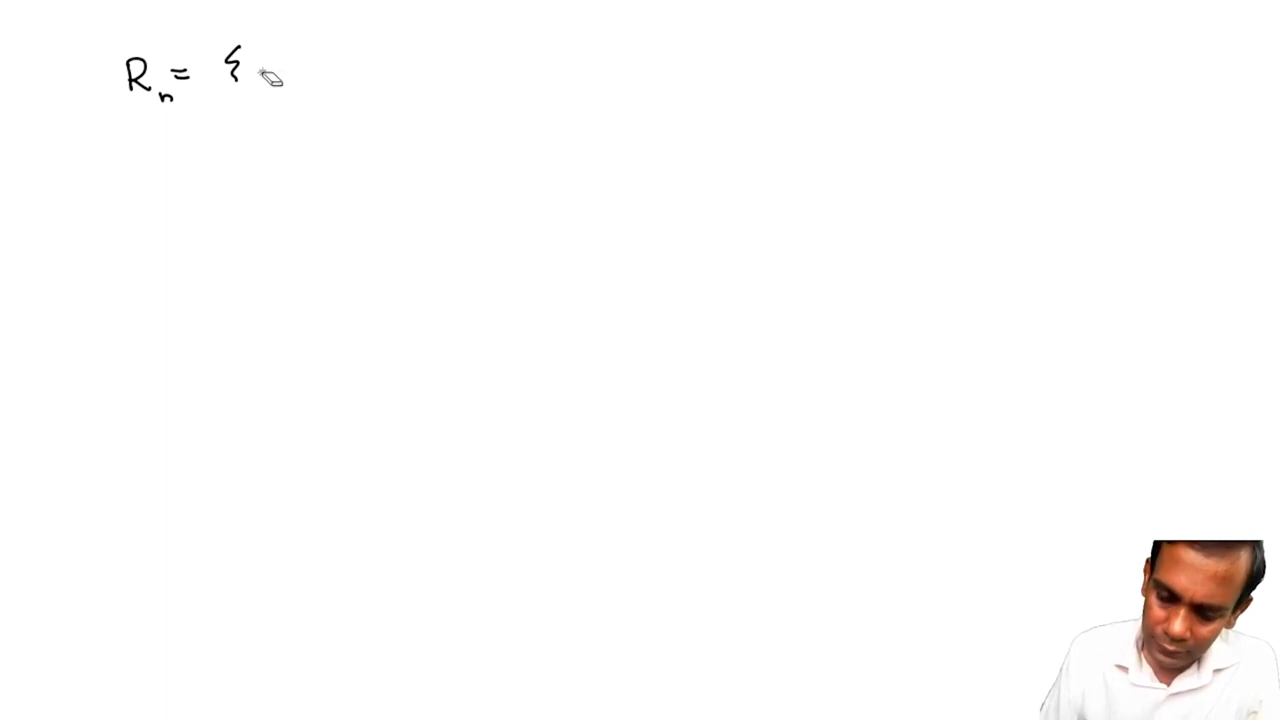 Rₙ = {